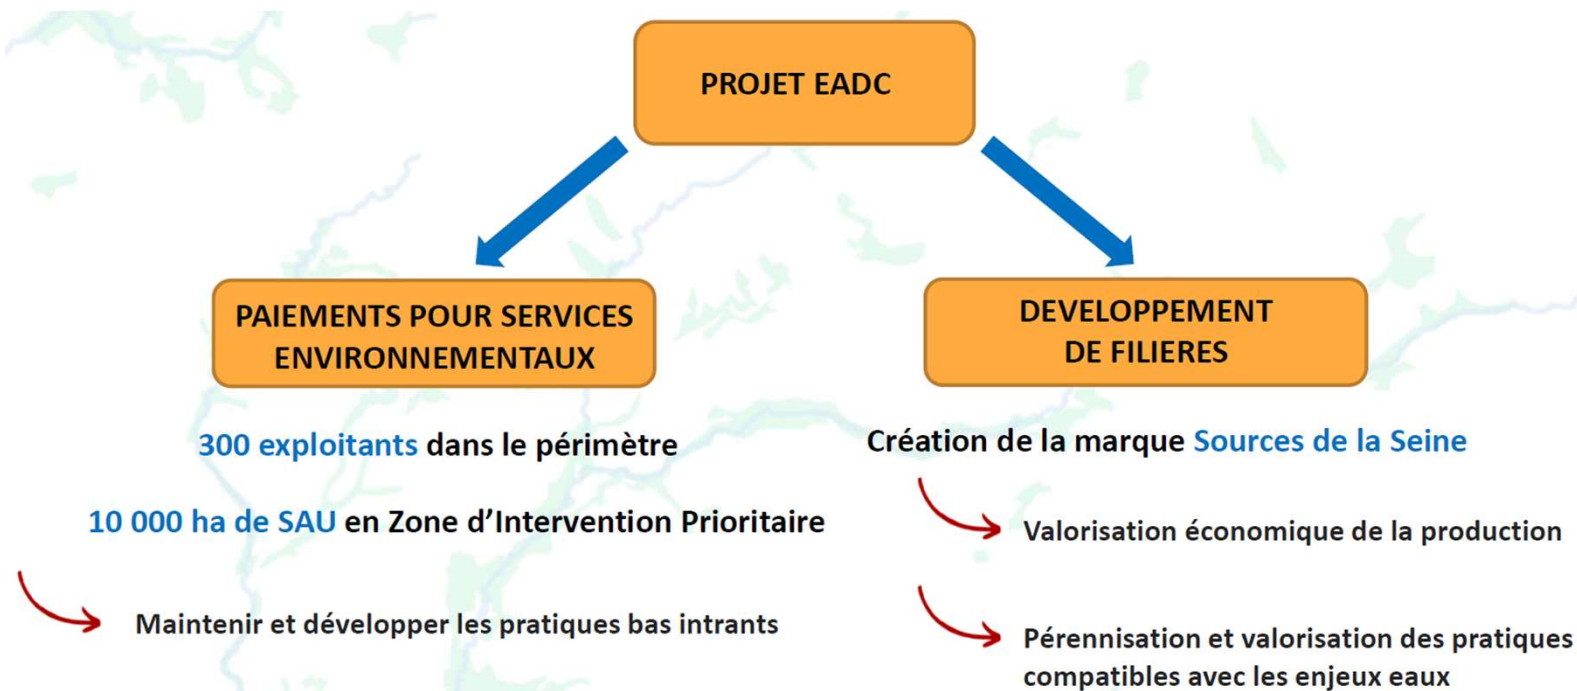 PROJET EADC
PAIEMENTS POUR SERVICES
ENVIRONNEMENTAUX
300 exploitants dans le périmètre
10 000 ha de SAU en Zone d’Intervention Prioritaire
Maintenir et développer les pratiques bas intrants
DEVELOPPEMENT
DE FILIERES
Création de la marque Sources de la Seine
Valorisation économique de la production
Pérennisation et valorisation des pratiques
compatibles avec les enjeux eaux